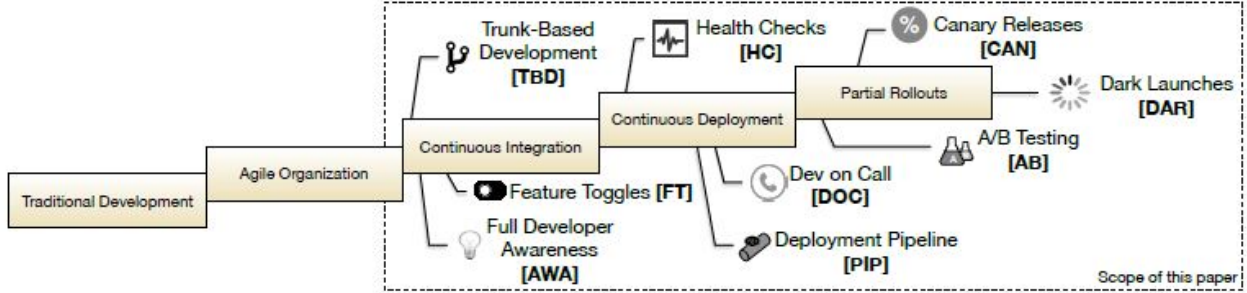 Trunk-Based
Development
[TBD]
Health Checks
[HC]
%
Canary Releases
[CAN]
Partial Rollouts
Dark Launches
[DAR]
Continuous Deployment
A/B Testing
[AB]
A
Continuous Integration
Agile Organization
Dev on Call
[DOC]
Feature Toggles [FT]
Traditional Development
Full Developer
Awareness
[AWA]
Deployment Pipeline
[PIP]
Scope of this paper